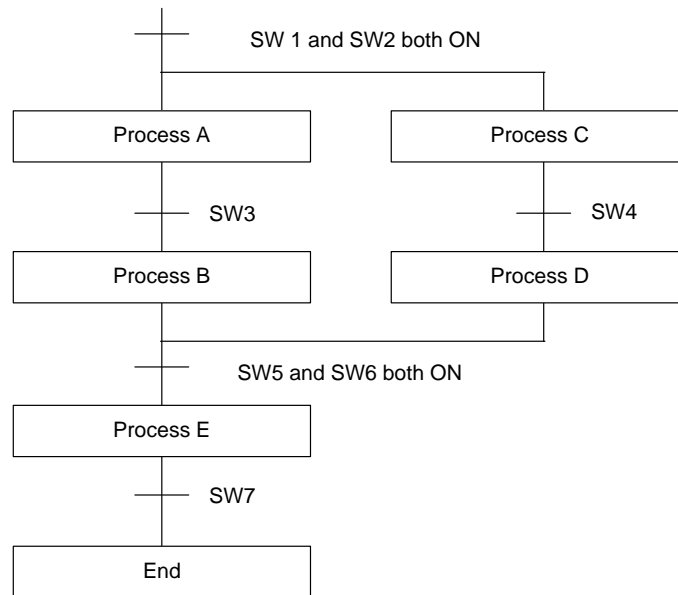 SW 1 and SW2 both ON
Process A
Process C
SW3
SW4
Process B
Process D
SW5 and SW6 both ON
Process E
SW7
End